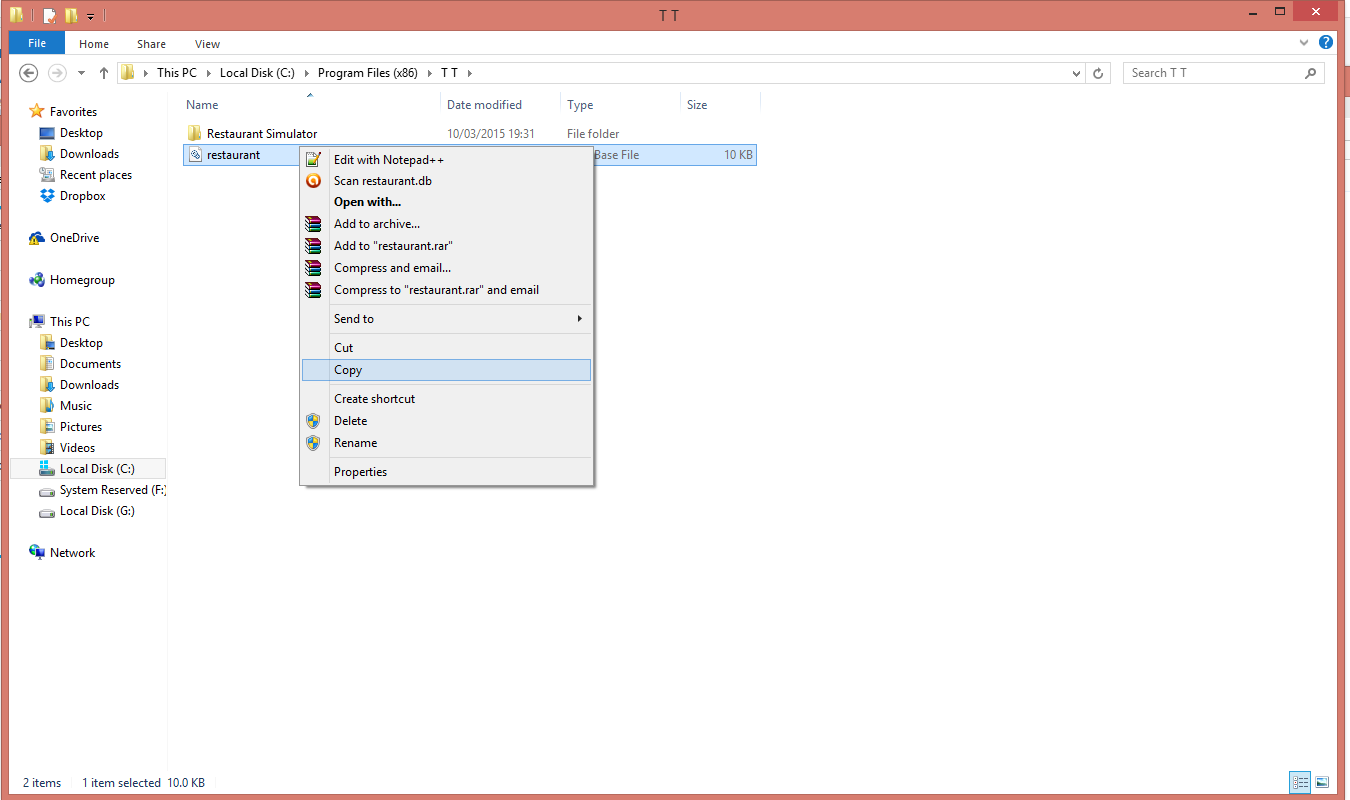 T T
File Home Share View
This PC Local Disk (C:) Program Files (x86) T T Search T T
Name Date modified Type Size
Restaurant Simulator 10/03/2015 19:31 File folder
restaurant Base File 10 KB
Favorites
Desktop
Downloads
Recent places
Dropbox
OneDrive
Homegroup
This PC
Desktop
Documents
Downloads
Music
Pictures
Videos
Local Disk (C:)
System Reserved (F:)
Local Disk (G:)
Network
Edit with Notepad++
Scan restaurant.db
Open with...
Add to archive...
Add to "restaurant.rar"
Compress and email...
Compress to "restaurant.rar" and email
Send to
Cut
Copy
Create shortcut
Delete
Rename
Properties
2 items 1 item selected 10.0 KB